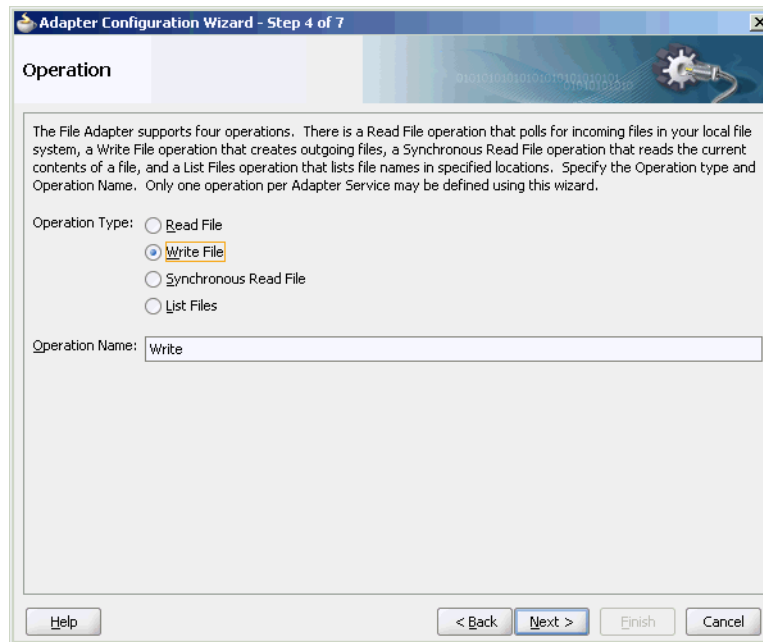 Adapter Configuration Wizard - Step 4 of 7
Operation
The File Adapter supports four operations. There is a Read File operation that polls for incoming files in your local file
system, a Write File operation that creates outgoing files, a Synchronous Read File operation that reads the current
contents of a file, and a List Files operation that lists file names in specified locations. Specify the Operation type and
Operation Name. Only one operation per Adapter Service may be defined using this wizard.
Operation Type: Read File
Write File
Synchronous Read File
List Files
Operation Name: Write
Help < Back Next > Finish Cancel